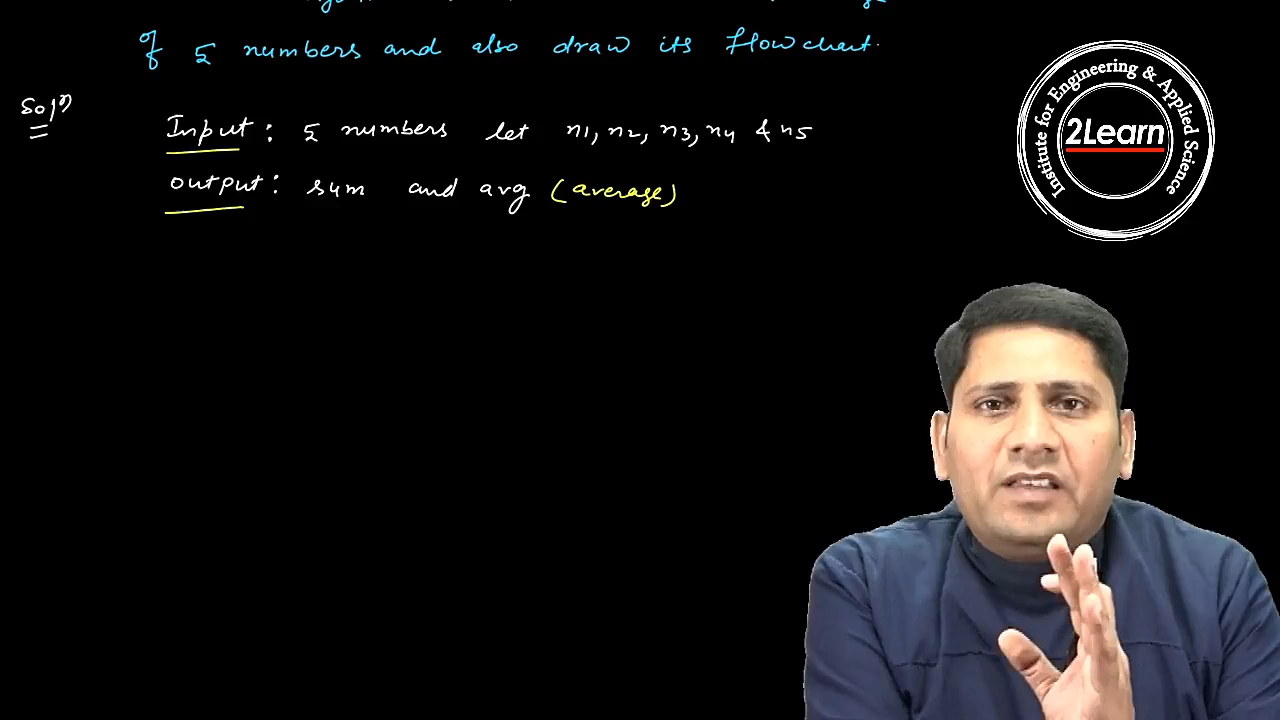 of 5 numbers and also draw its flowchart.
Soln
Input: 5 numbers let n1, n2, n3, n4 & n5
output: sum and avg (average)
Institute for Engineering & Applied Science
2Learn